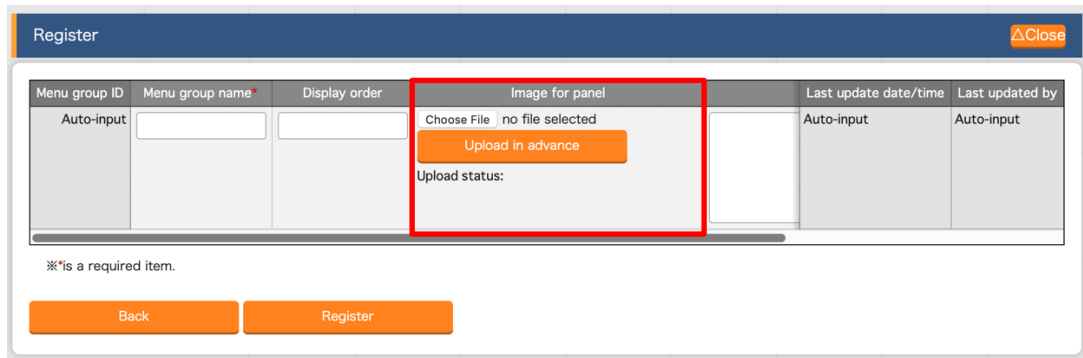 Register
△Close
Menu group ID Menu group name* Display order Image for panel Last update date/time Last updated by
Auto-input Choose File no file selected Auto-input Auto-input
Upload in advance
Upload status:
※*is a required item.
Back Register